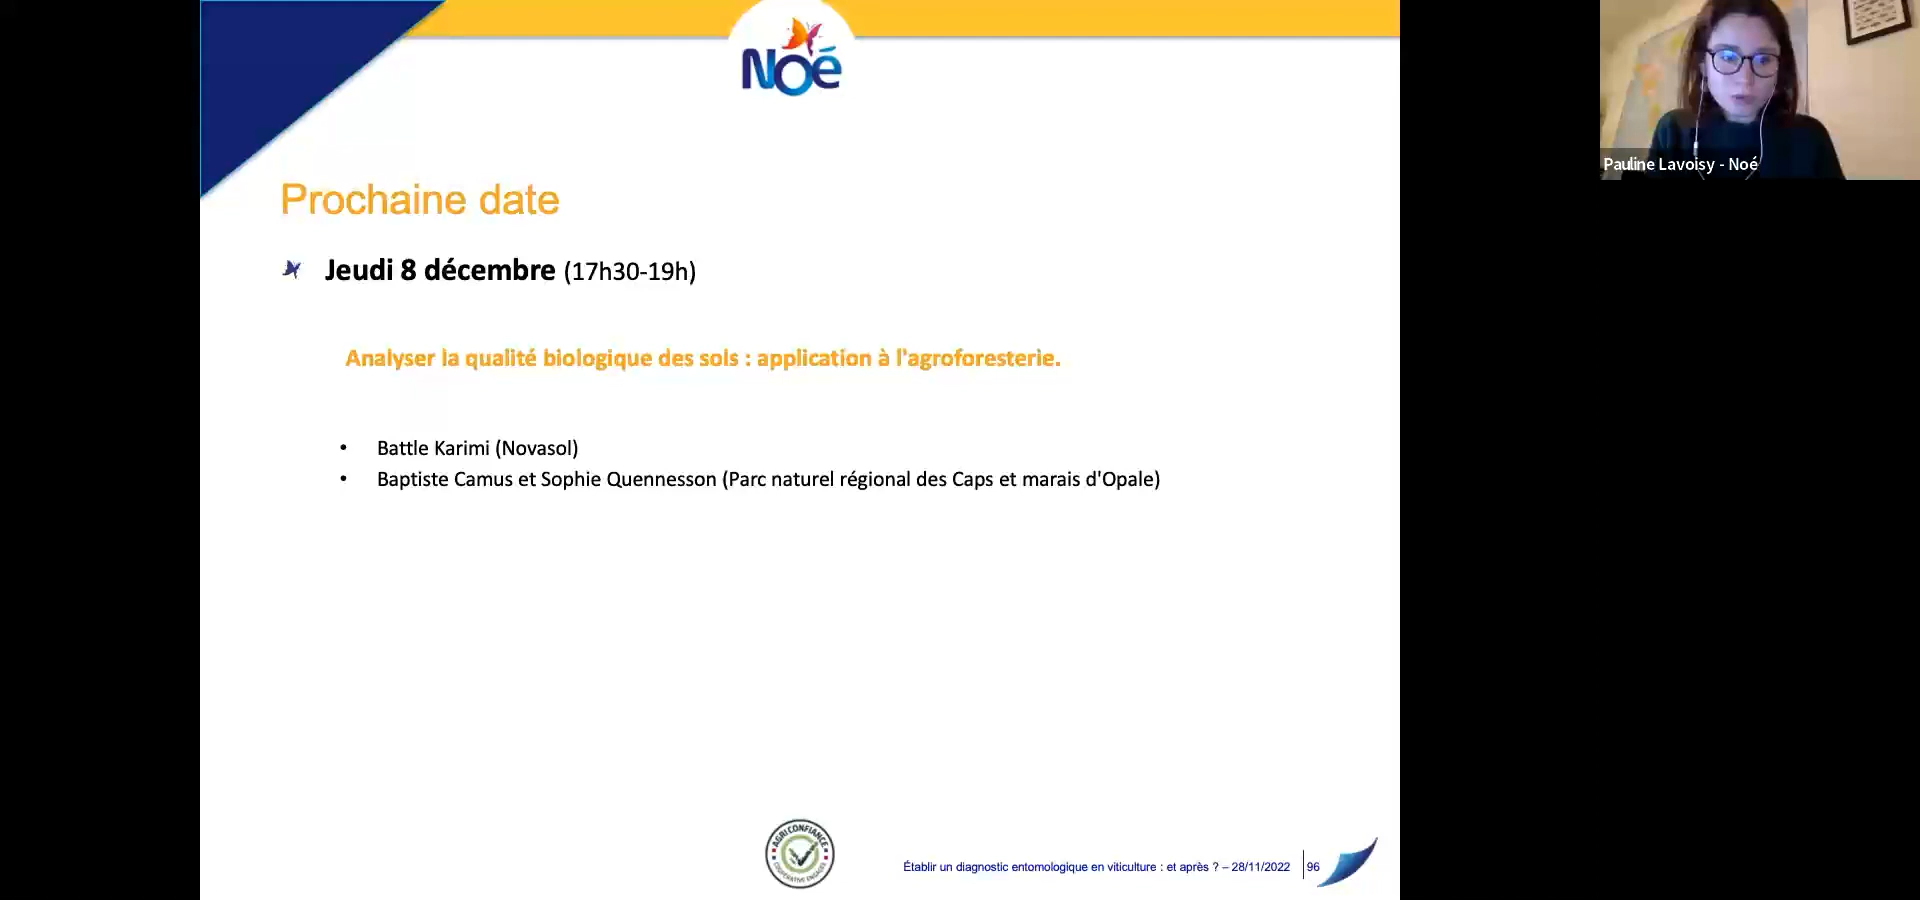 Noé
Pauline Lavoisy - Noé
Prochaine date
Jeudi 8 décembre (17h30-19h)
Analyser la qualité biologique des sols : application à l'agroforesterie.
• Battle Karimi (Novasol)
• Baptiste Camus et Sophie Quennesson (Parc naturel régional des Caps et marais d'Opale)
AGRI CONFIANCE
COOPÉRATIVE ENGAGÉE
Établir un diagnostic entomologique en viticulture : et après ? – 28/11/2022
96